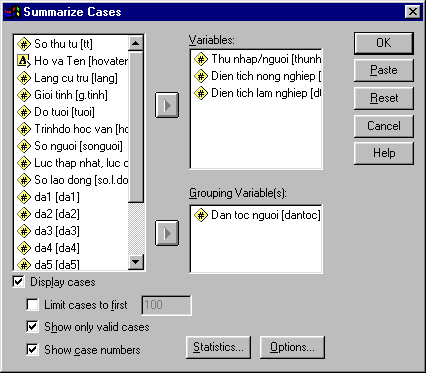 Summarize Cases
So thu tu [tt]
Ho va Ten [hovater
Lang cu tru [lang]
Gioi tinh [g.tinh]
Do tuoi [tuoi]
Trinhdo hoc van [ho
So nguoi [songuoi]
Luc thap nhat, luc c
So lao dong [so.l.do
da1 [da1]
da2 [da2]
da3 [da3]
da4 [da4]
da5 [da5]
Variables:
Thu nhap/nguoi [thunh
Dien tich nong nghiep [
Dien tich lam nghiep [dt
Grouping Variable(s):
Dan toc nguoi [dantoc]
OK
Paste
Reset
Cancel
Help
Display cases
Limit cases to first 100
Show only valid cases
Show case numbers
Statistics...
Options...